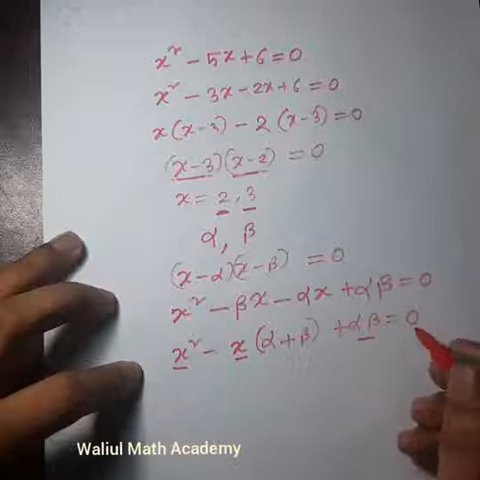 x² - 5x + 6 = 0
x² - 3x - 2x + 6 = 0
x(x-3) - 2(x-3) = 0
(x-3)(x-2) = 0
x = 2, 3
α, β
(x-α)(x-β) = 0
x² - βx - αx + αβ = 0
x² - x(α+β) + αβ = 0
Waliul Math Academy